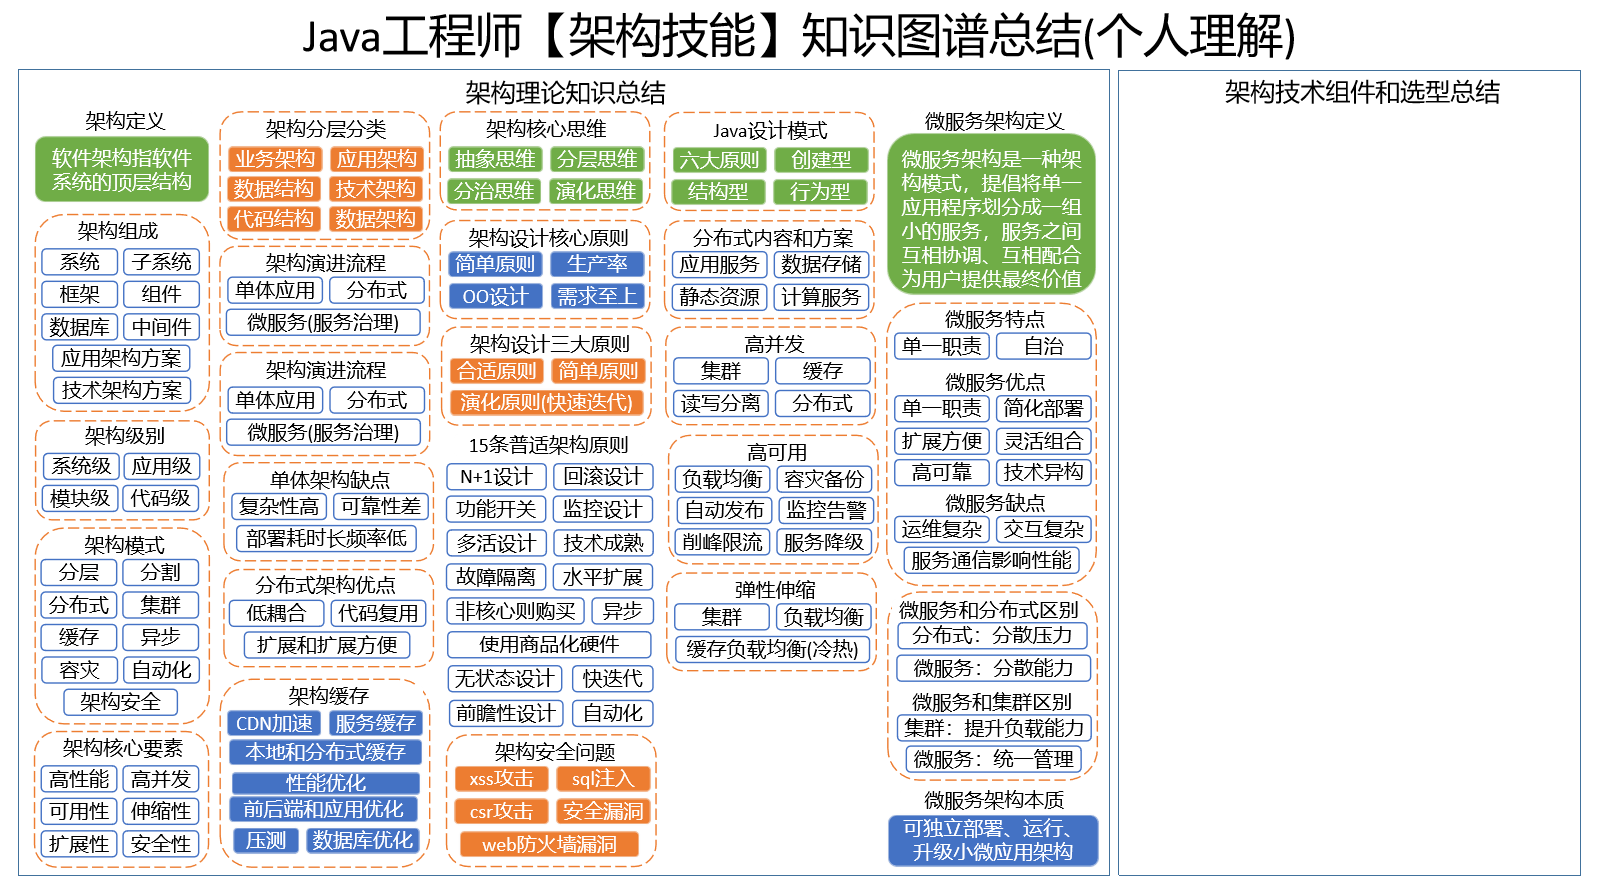 Java工程师【架构技能】知识图谱总结(个人理解)
架构理论知识总结
架构定义
软件架构指软件
系统的顶层结构
架构组成
系统
子系统
框架
组件
数据库
中间件
应用架构方案
技术架构方案
架构级别
系统级
应用级
模块级
代码级
架构模式
分层
分割
分布式
集群
缓存
异步
容灾
自动化
架构安全
架构核心要素
高性能
高并发
可用性
伸缩性
扩展性
安全性
架构分层分类
业务架构
应用架构
数据结构
技术架构
代码结构
数据架构
架构演进流程
单体应用
分布式
微服务(服务治理)
架构演进流程
单体应用
分布式
微服务(服务治理)
单体架构缺点
复杂性高
可靠性差
部署耗时长频率低
分布式架构优点
低耦合
代码复用
扩展和扩展方便
架构缓存
CDN加速
服务缓存
本地和分布式缓存
性能优化
前后端和应用优化
压测
数据库优化
架构核心思维
抽象思维
分层思维
分治思维
演化思维
架构设计核心原则
简单原则
生产率
OO设计
需求至上
架构设计三大原则
合适原则
简单原则
演化原则(快速迭代)
15条普适架构原则
N+1设计
回滚设计
功能开关
监控设计
多活设计
技术成熟
故障隔离
水平扩展
非核心则购买
异步
使用商品化硬件
无状态设计
快迭代
前瞻性设计
自动化
架构安全问题
xss攻击
sql注入
csr攻击
安全漏洞
web防火墙漏洞
Java设计模式
六大原则
创建型
结构型
行为型
分布式内容和方案
应用服务
数据存储
静态资源
计算服务
高并发
集群
缓存
读写分离
分布式
高可用
负载均衡
容灾备份
自动发布
监控告警
削峰限流
服务降级
弹性伸缩
集群
负载均衡
缓存负载均衡(冷热)
微服务架构定义
微服务架构是一种架
构模式，提倡将单一
应用程序划分成一组
小的服务，服务之间
互相协调、互相配合
为用户提供最终价值
微服务特点
单一职责
自治
微服务优点
单一职责
简化部署
扩展方便
灵活组合
高可靠
技术异构
微服务缺点
运维复杂
交互复杂
服务通信影响性能
微服务和分布式区别
分布式：分散压力
微服务：分散能力
微服务和集群区别
集群：提升负载能力
微服务：统一管理
微服务架构本质
可独立部署、运行、
升级小微应用架构
架构技术组件和选型总结